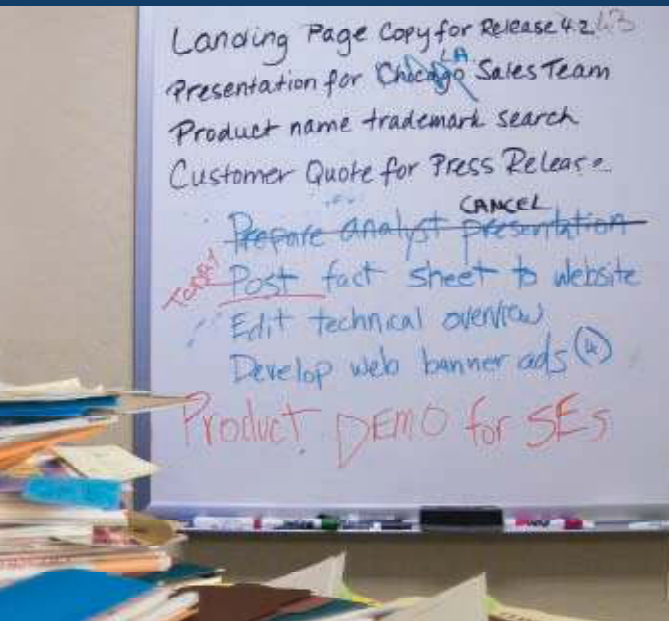 Landing Page Copy for Release 4.2 4.3
Presentation for Chicago LA Sales Team
Product name trademark search
Customer Quote for Press Release
CANCEL
Prepare analyst presentation
TODAY Post fact sheet to website
Edit technical overview
Develop web banner ads (4)
Product DEMO for SEs